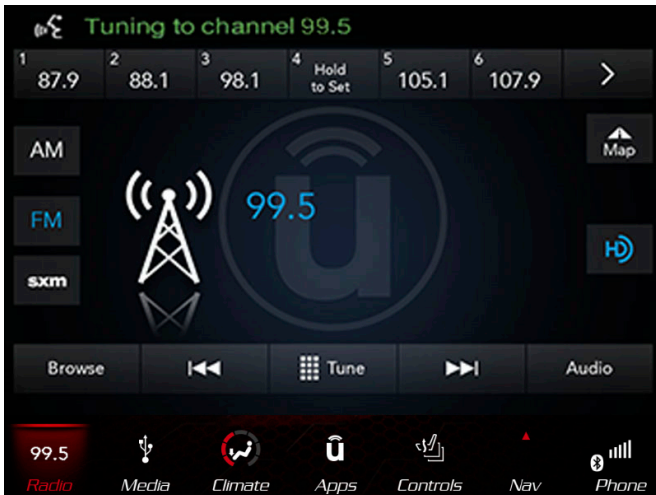 Tuning to channel 99.5
1 87.9 2 88.1 3 98.1 4 Hold to Set 5 105.1 6 107.9
AM
Map
FM
99.5
HD
sxm
Browse Tune Audio
99.5 û
Radio Media Climate Apps Controls Nav Phone